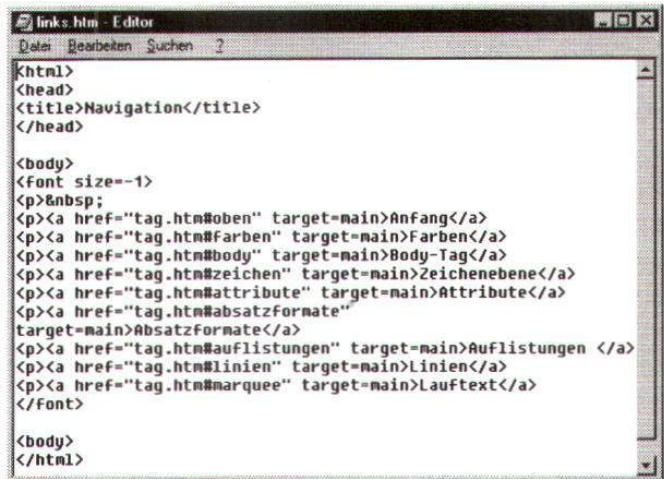 links.htm - Editor
Datei Bearbeiten Suchen ?
<html>
<head>
<title>Navigation</title>
</head>
<body>
<font size=-1>
<p>&nbsp;
<p><a href="tag.htm#oben" target=main>Anfang</a>
<p><a href="tag.htm#farben" target=main>Farben</a>
<p><a href="tag.htm#body" target=main>Body-Tag</a>
<p><a href="tag.htm#zeichen" target=main>Zeichenebene</a>
<p><a href="tag.htm#attribute" target=main>Attribute</a>
<p><a href="tag.htm#absatzformate"
target=main>Absatzformate</a>
<p><a href="tag.htm#auflistungen" target=main>Auflistungen </a>
<p><a href="tag.htm#linien" target=main>Linien</a>
<p><a href="tag.htm#marquee" target=main>Lauftext</a>
</font>
<body>
</html>